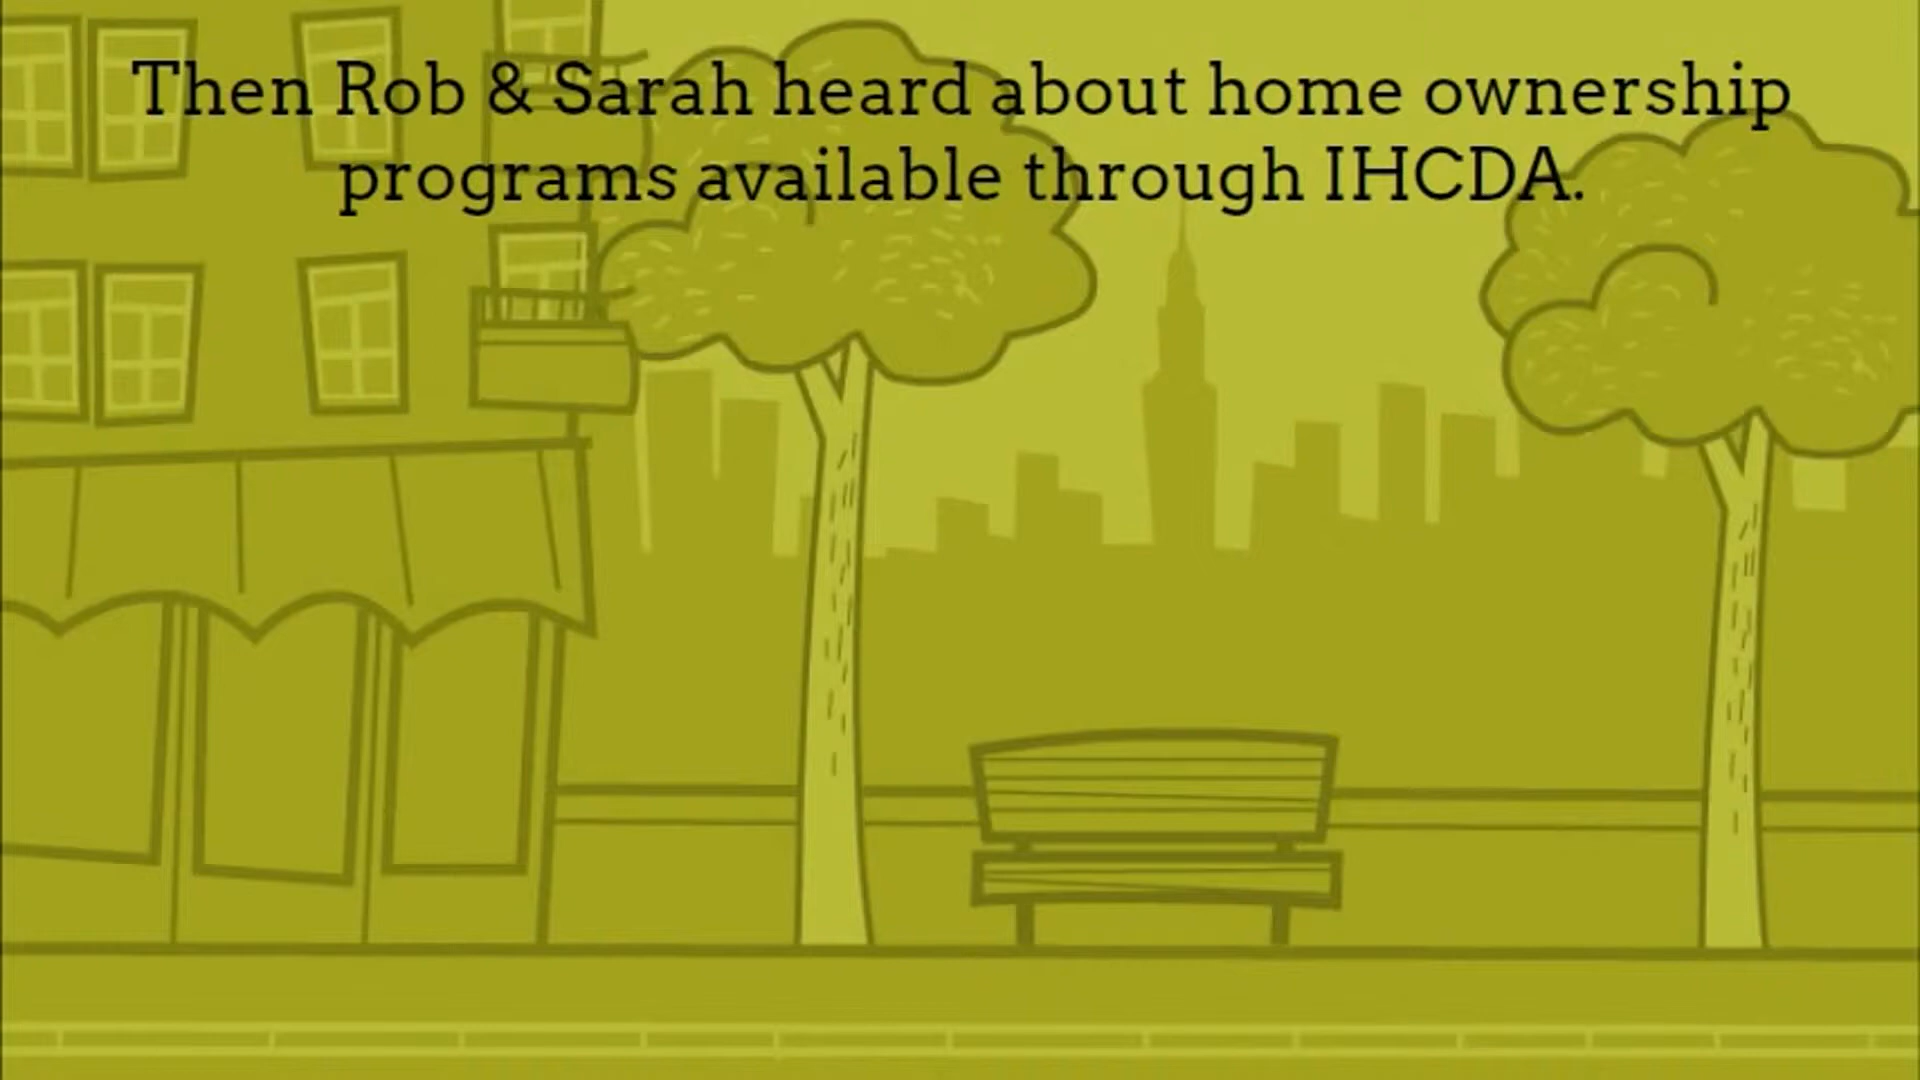 Then Rob & Sarah heard about home ownership
programs available through IHCDA.